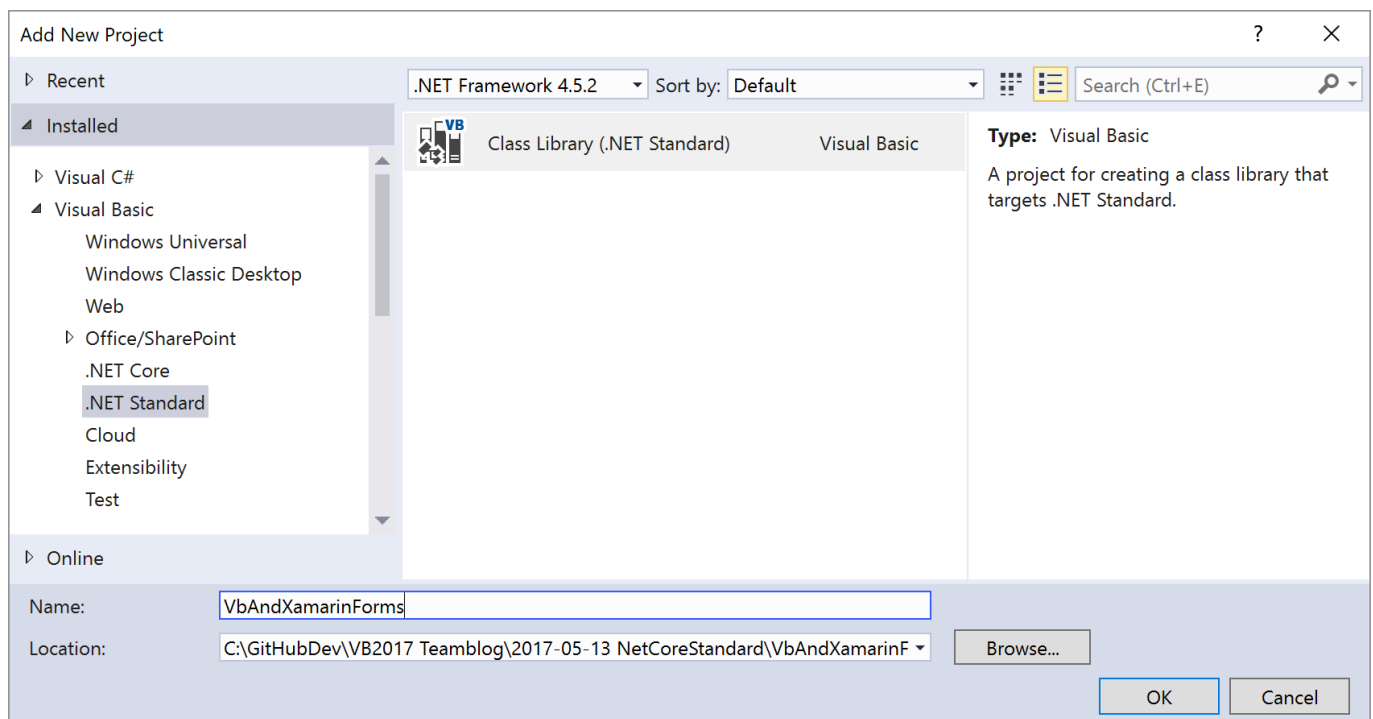 Add New Project
?
Recent
.NET Framework 4.5.2
Sort by:
Default
Search (Ctrl+E)
Installed
VB
Class Library (.NET Standard)
Visual Basic
Type: Visual Basic
A project for creating a class library that
targets .NET Standard.
Visual C#
Visual Basic
Windows Universal
Windows Classic Desktop
Web
Office/SharePoint
.NET Core
.NET Standard
Cloud
Extensibility
Test
Online
Name:
VbAndXamarinForms
Location:
C:\GitHubDev\VB2017 Teamblog\2017-05-13 NetCoreStandard\VbAndXamarinF
Browse...
OK
Cancel